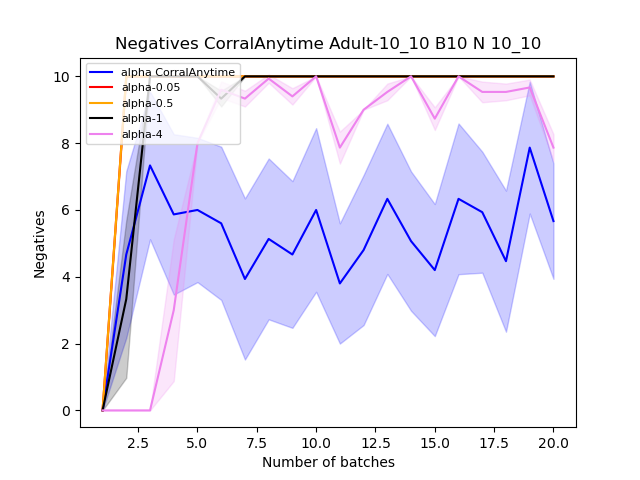 Negatives CorralAnytime Adult-10_10 B10 N 10_10
alpha CorralAnytime
alpha-0.05
alpha-0.5
alpha-1
alpha-4
Negatives
10
8
6
4
2
0
2.5 5.0 7.5 10.0 12.5 15.0 17.5 20.0
Number of batches